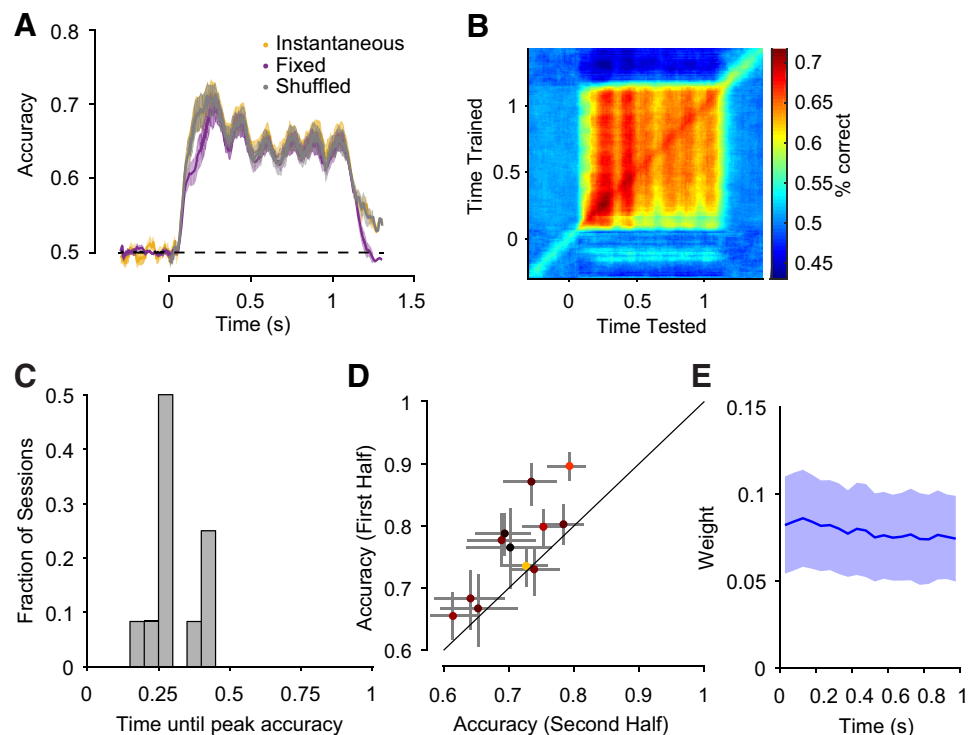 A
0.8
0.7
0.6
0.5
Accuracy
Instantaneous
Fixed
Shuffled
0
0.5
1
1.5
Time (s)
B
1
0.5
0
Time Trained
0
0.5
1
Time Tested
0.7
0.65
0.6
0.55
0.5
0.45
% correct
C
0.5
0.4
0.3
0.2
0.1
0
Fraction of Sessions
0
0.25
0.5
0.75
1
Time until peak accuracy
D
1
0.9
0.8
0.7
0.6
Accuracy (First Half)
0.6
0.7
0.8
0.9
1
Accuracy (Second Half)
E
0.15
0.1
0.05
0
Weight
0
0.2
0.4
0.6
0.8
1
Time (s)